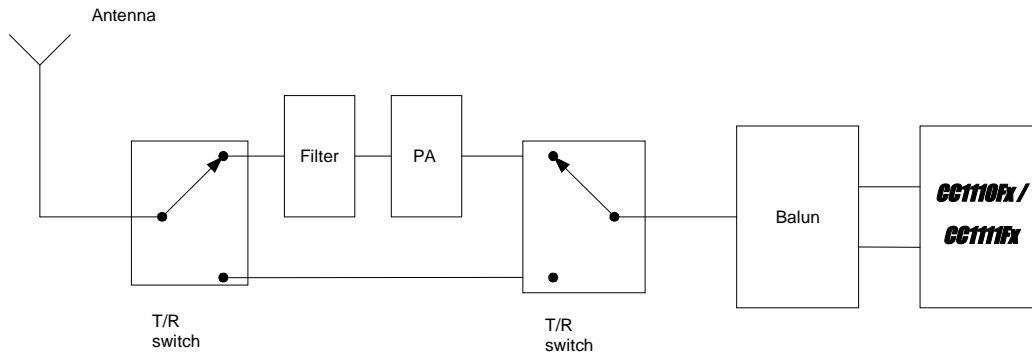 Antenna
Filter
PA
Balun
CC1110Fx /
CC1111Fx
T/R
switch
T/R
switch